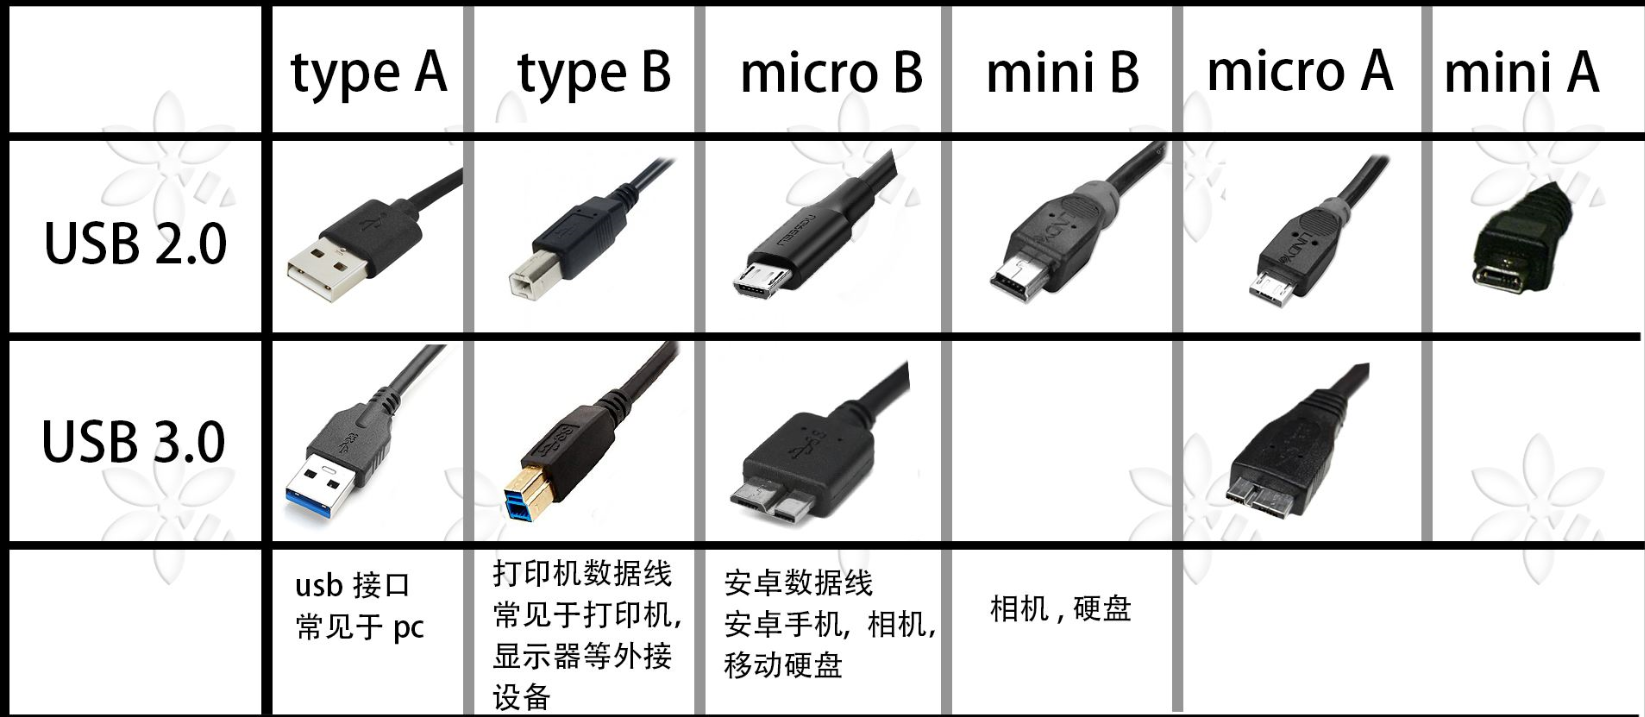 type A
type B
micro B
mini B
micro A
mini A
USB 2.0
USB 3.0
usb 接口
常见于 pc
打印机数据线
常见于打印机,
显示器等外接
设备
安卓数据线
安卓手机, 相机,
移动硬盘
相机 , 硬盘